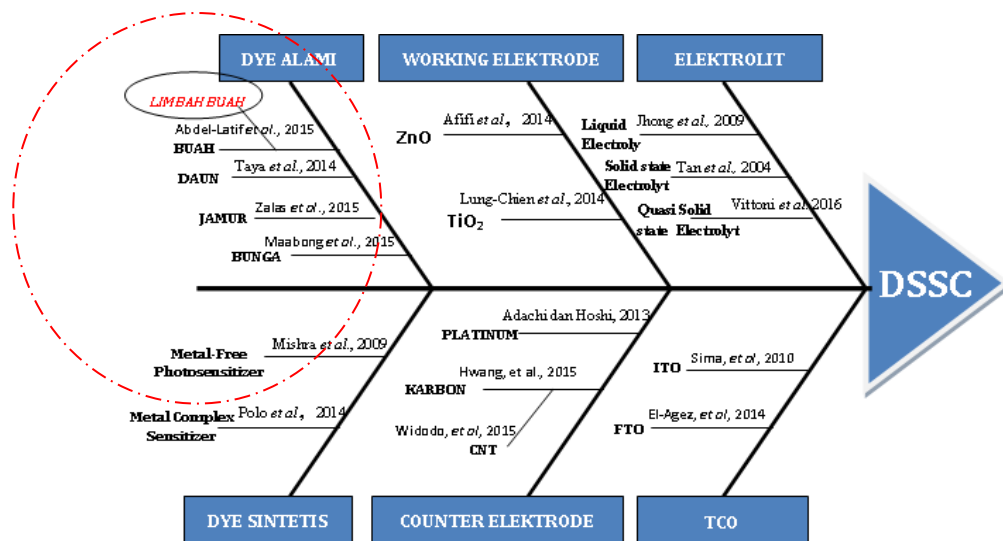 DYE ALAMI
WORKING ELEKTRODE
ELEKTROLIT
LIMBAH BUAH
Abdel-Latif et al., 2015
BUAH
Taya et al., 2014
DAUN
Zalas et al., 2015
JAMUR
Maabong et al., 2015
BUNGA
Afifi et al, 2014
ZnO
Lung-Chien et al, 2014
TiO₂
Jhong et al., 2009
Liquid
Electroly
Solid state
Tan et al., 2004
Electrolyt
Quasi Solid
Vittoni et al. 2016
state Electrolyt
DSSC
Mishra et al., 2009
Metal-Free
Photosensitizer
Polo et al, 2014
Metal Complex
Sensitizer
Adachi dan Hoshi, 2013
PLATINUM
Hwang, et al., 2015
KARBON
Widodo, et al, 2015
CNT
Sima, et al, 2010
ITO
El-Agez, et al, 2014
FTO
DYE SINTETIS
COUNTER ELEKTRODE
TCO